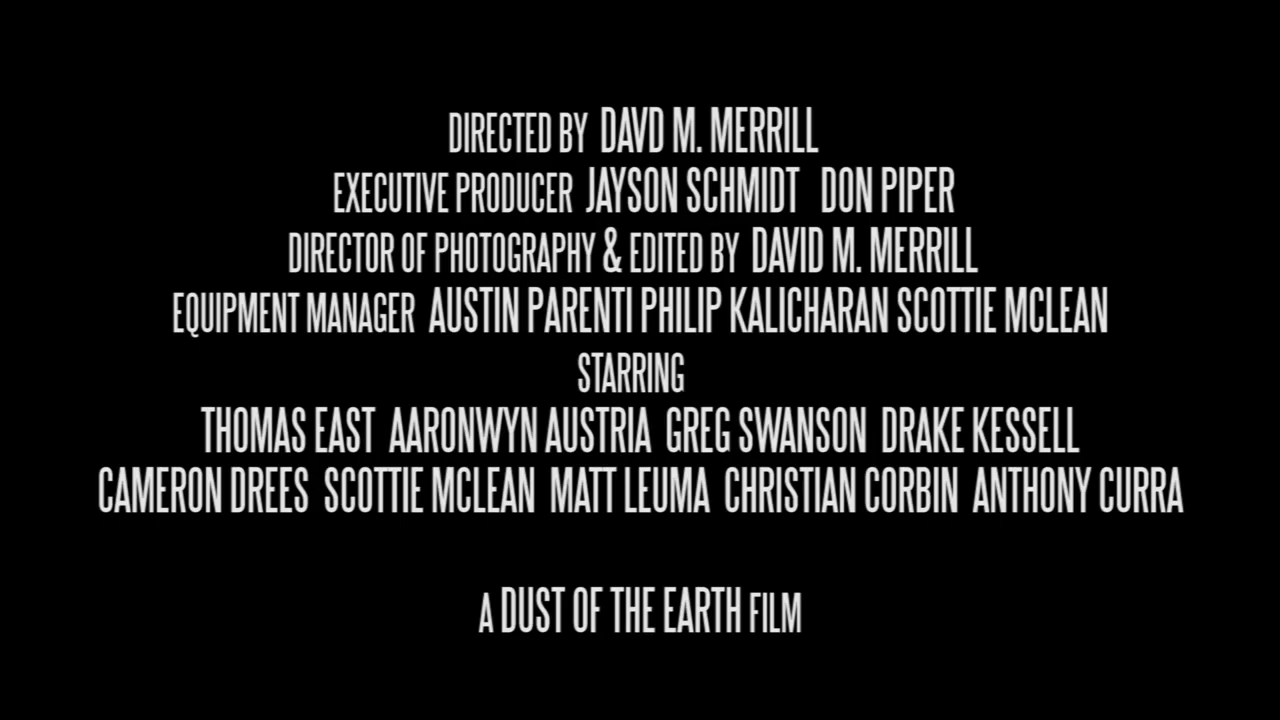 DIRECTED BY DAVD M. MERRILL
EXECUTIVE PRODUCER JAYSON SCHMIDT DON PIPER
DIRECTOR OF PHOTOGRAPHY & EDITED BY DAVID M. MERRILL
EQUIPMENT MANAGER AUSTIN PARENTI PHILIP KALICHARAN SCOTTIE MCLEAN
STARRING
THOMAS EAST AARONWYN AUSTRIA GREG SWANSON DRAKE KESSELL
CAMERON DREES SCOTTIE MCLEAN MATT LEUMA CHRISTIAN CORBIN ANTHONY CURRA
A DUST OF THE EARTH FILM